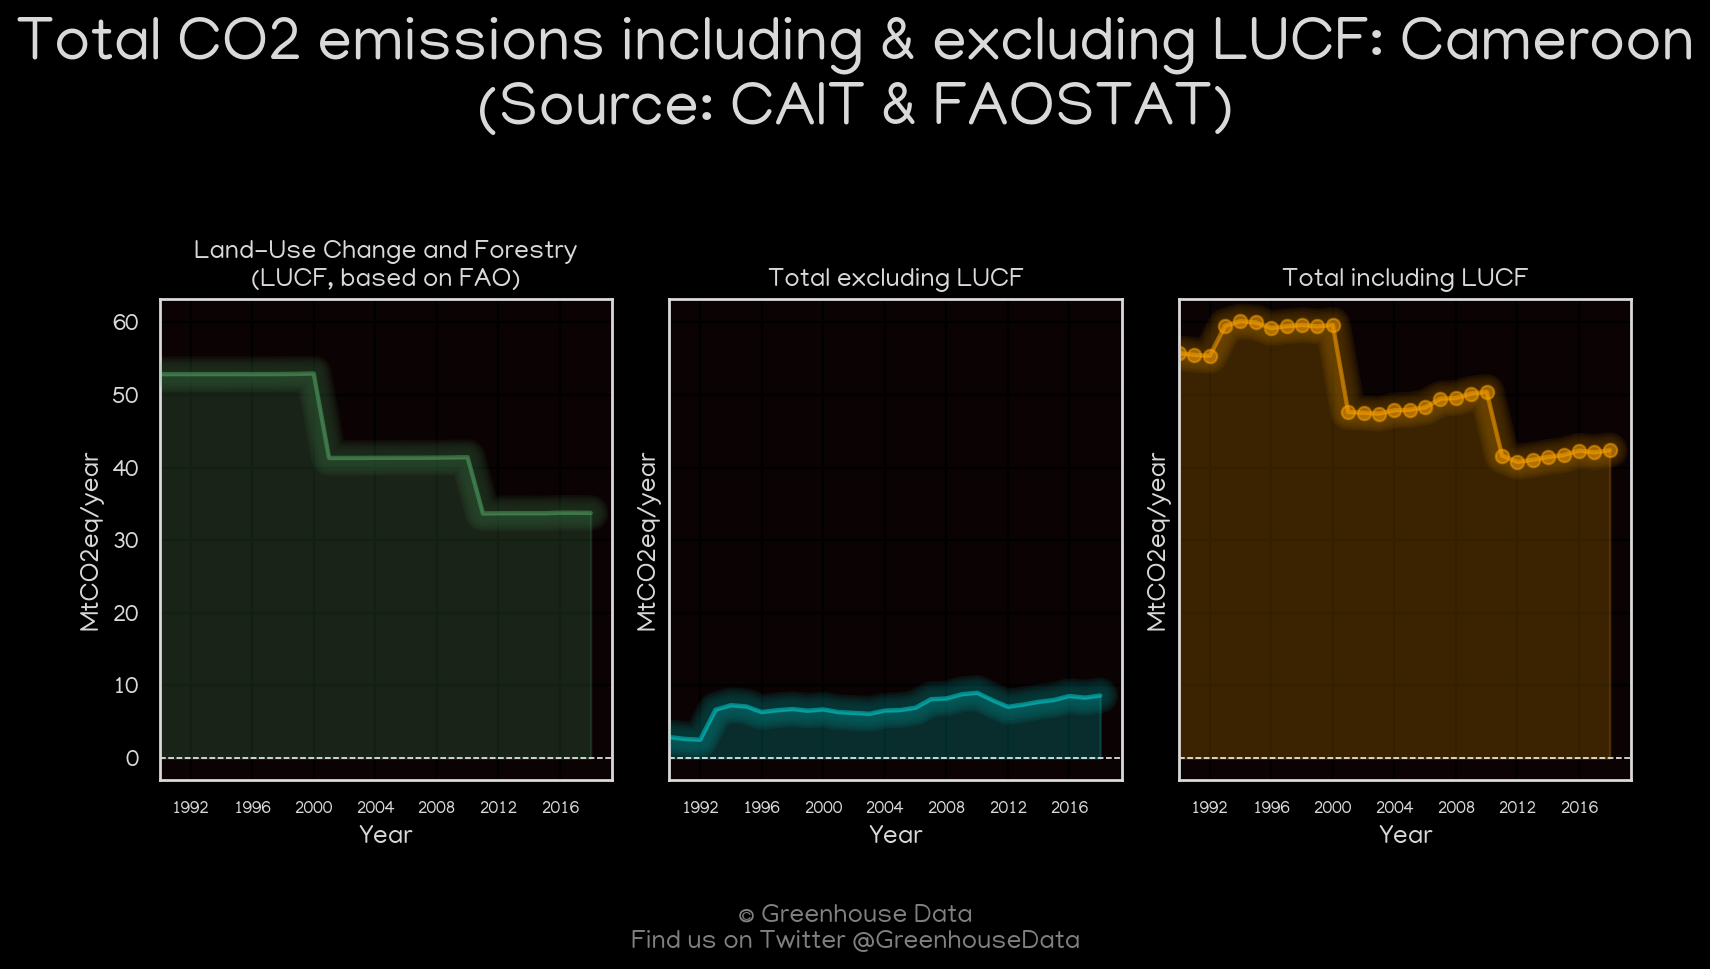 Total CO2 emissions including & excluding LUCF: Cameroon
(Source: CAIT & FAOSTAT)
Land-Use Change and Forestry
(LUCF, based on FAO)
MtCO2eq/year
60
50
40
30
20
10
0
1992 1996 2000 2004 2008 2012 2016
Year
Total excluding LUCF
MtCO2eq/year
1992 1996 2000 2004 2008 2012 2016
Year
Total including LUCF
MtCO2eq/year
1992 1996 2000 2004 2008 2012 2016
Year
© Greenhouse Data
Find us on Twitter @GreenhouseData